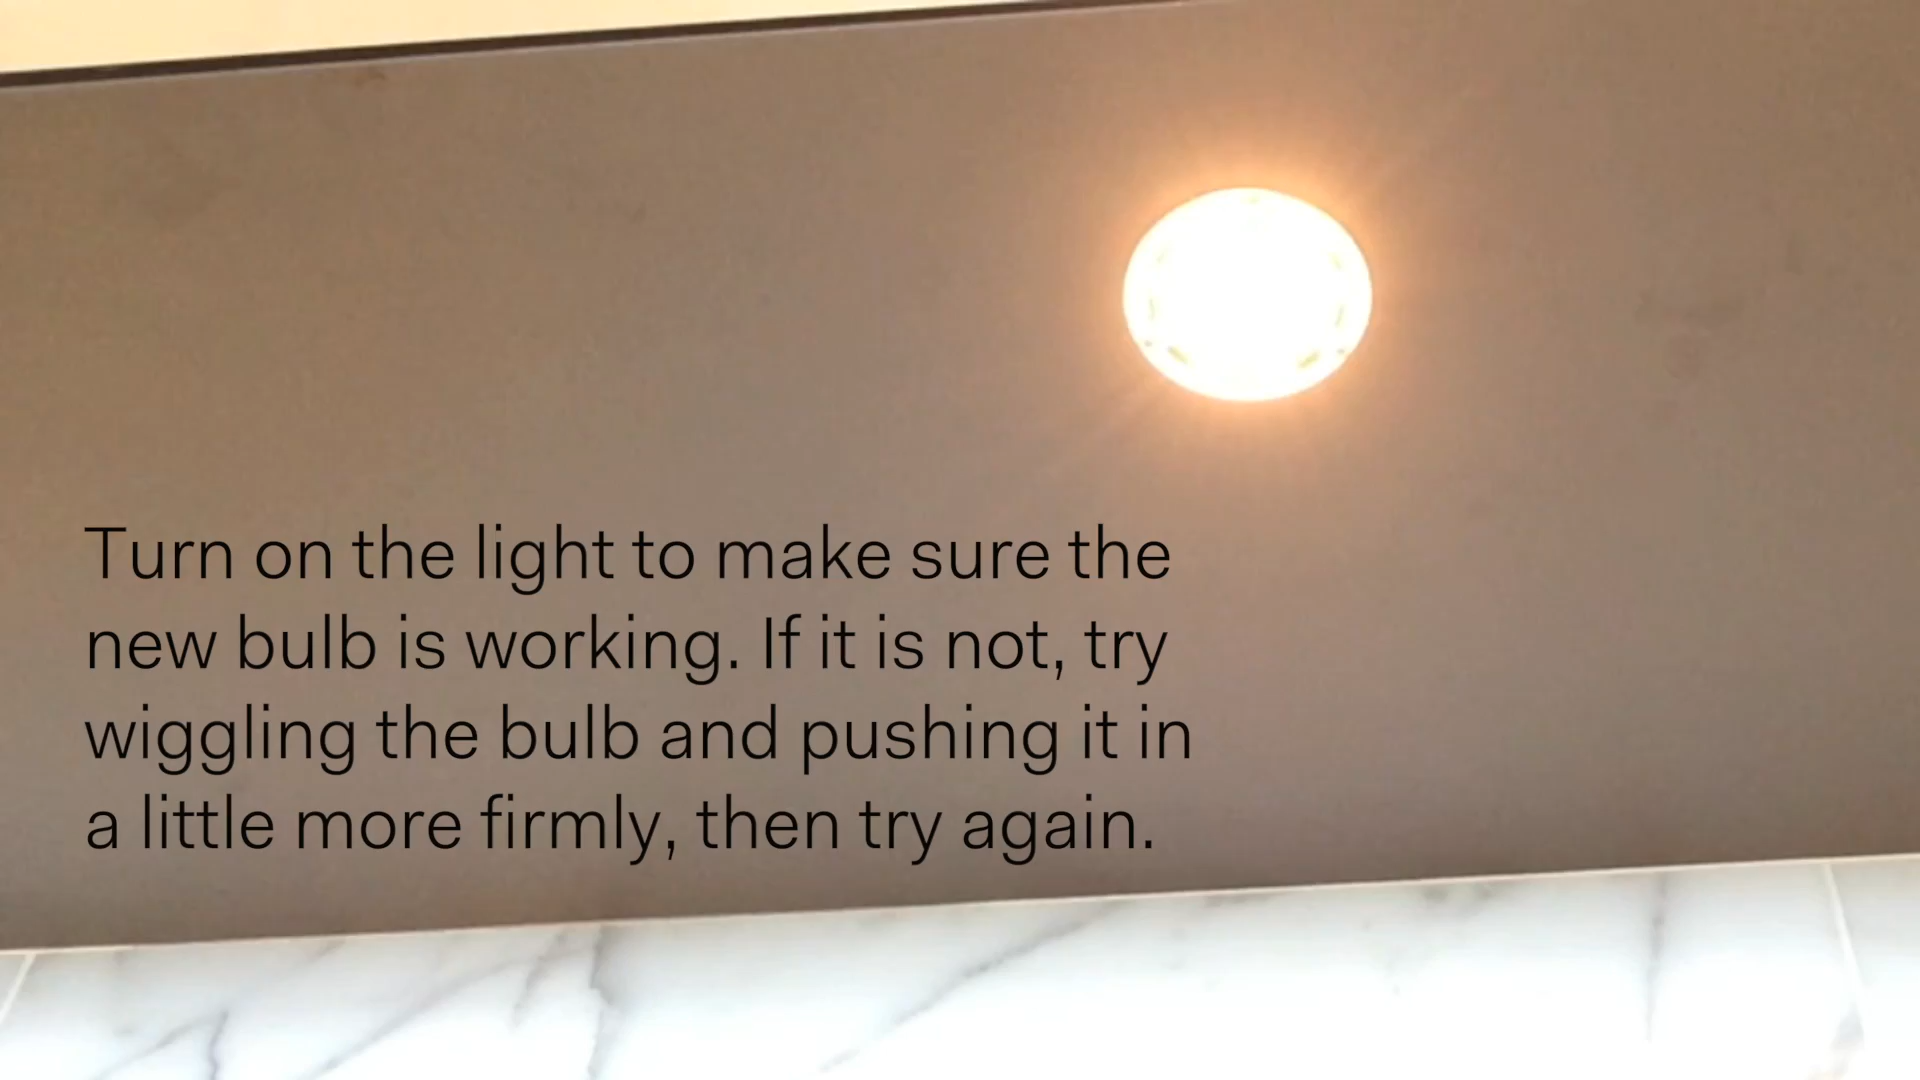 Turn on the light to make sure the
new bulb is working. If it is not, try
wiggling the bulb and pushing it in
a little more firmly, then try again.